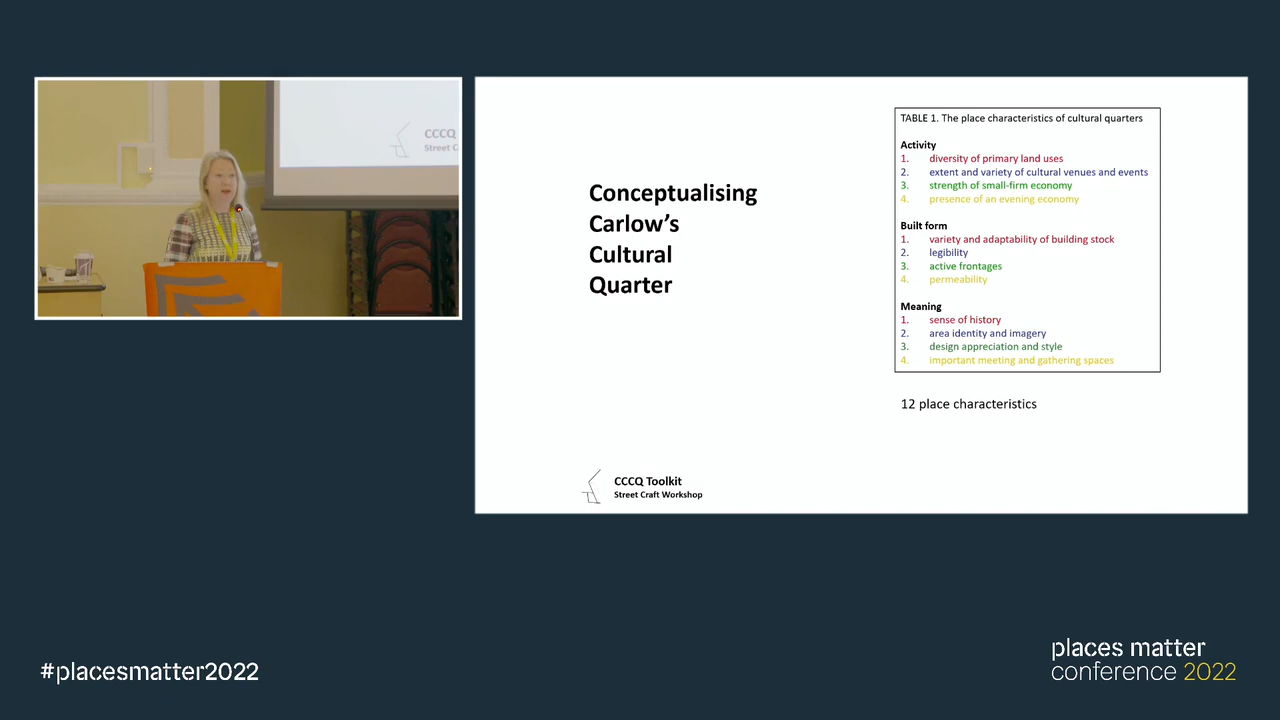 CCCQ
Street C
Conceptualising
Carlow's
Cultural
Quarter
TABLE 1. The place characteristics of cultural quarters
Activity
1. diversity of primary land uses
2. extent and variety of cultural venues and events
3. strength of small-firm economy
4. presence of an evening economy
Built form
1. variety and adaptability of building stock
2. legibility
3. active frontages
4. permeability
Meaning
1. sense of history
2. area identity and imagery
3. design appreciation and style
4. important meeting and gathering spaces
12 place characteristics
CCCQ Toolkit
Street Craft Workshop
#placesmatter2022
places matter
conference 2022